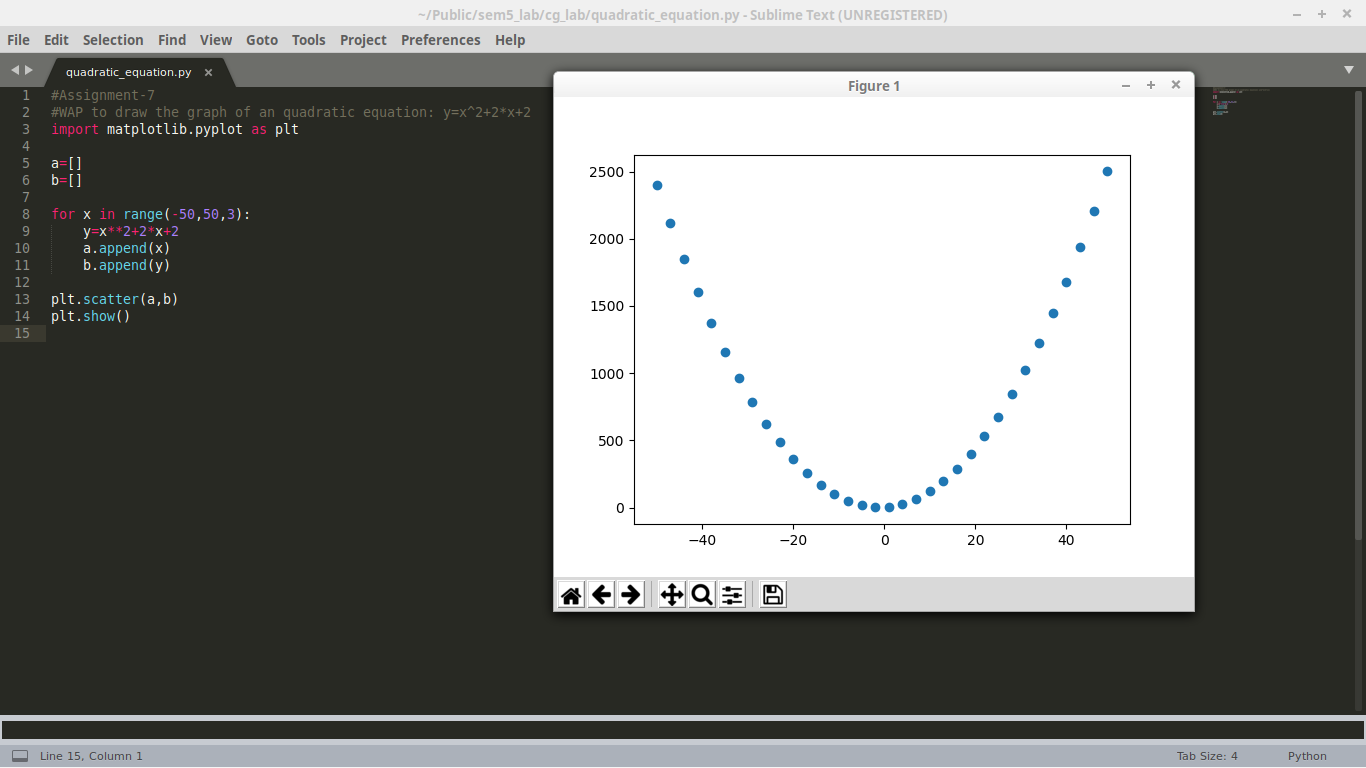 ~/Public/sem5_lab/cg_lab/quadratic_equation.py - Sublime Text (UNREGISTERED)
File Edit Selection Find View Goto Tools Project Preferences Help
quadratic_equation.py
1 #Assignment-7
2 #WAP to draw the graph of an quadratic equation: y=x^2+2*x+2
3 import matplotlib.pyplot as plt
4
5 a=[]
6 b=[]
7
8 for x in range(-50,50,3):
9     y=x**2+2*x+2
10     a.append(x)
11     b.append(y)
12
13 plt.scatter(a,b)
14 plt.show()
15
Figure 1
2500
2000
1500
1000
500
0
−40 −20 0 20 40
Line 15, Column 1 Tab Size: 4 Python